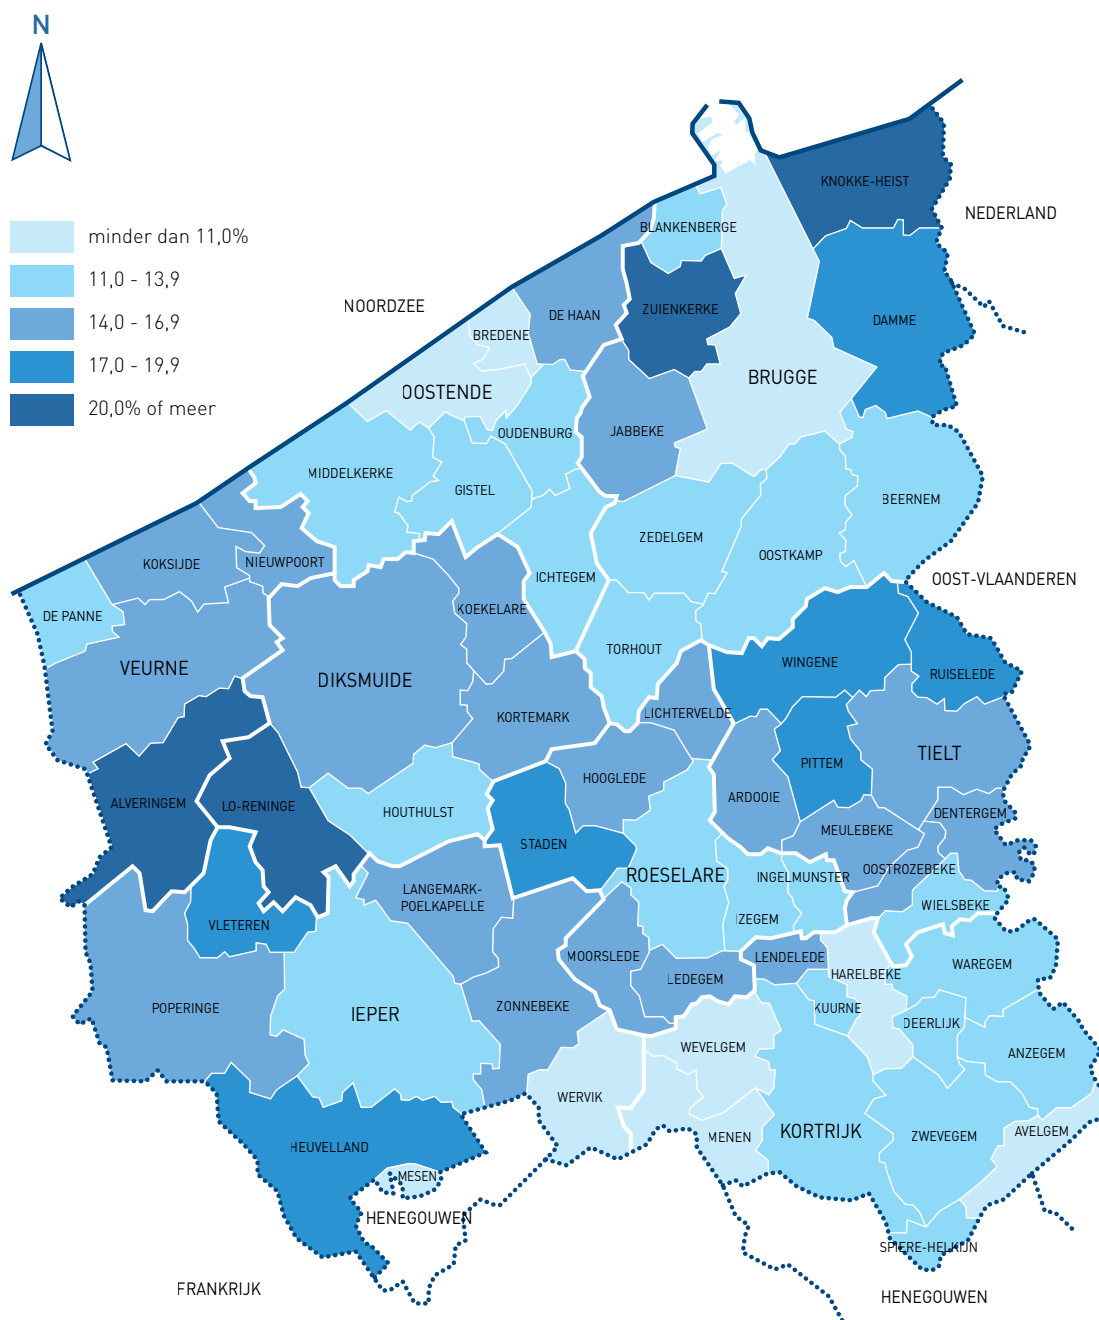 N
minder dan 11,0%
11,0 - 13,9
14,0 - 16,9
17,0 - 19,9
20,0% of meer
KNOKKE-HEIST
NEDERLAND
BLANKENBERGE
NOORDZEE
ZUIENKERKE
DE HAAN
DAMME
BREDENE
BRUGGE
OOSTENDE
OUDENBURG
JABBEKE
MIDDELKERKE
GISTEL
BEERNEM
ZEDELGEM
OOSTKAMP
KOKSIJDE
NIEUWPOORT
ICHTEGEM
OOST-VLAANDEREN
KOEKELARE
DE PANNE
TORHOUT
VEURNE
WINGENE
RUISELEDE
DIKSMUIDE
LICHTERVELDE
KORTEMARK
TIELT
PITTEM
HOOGLEDE
ARDOOIE
ALVERINGEM
LO-RENINGE
HOUTHULST
DENTERGEM
MEULEBEKE
STADEN
OOSTROZEBEKE
ROESELARE
INGELMUNSTER
LANGEMARK-
POELKAPELLE
WIELSBEKE
IZEGEM
VLETEREN
MOORSLEDE
LENDELEDE
WAREGEM
HARELBEKE
LEDEGEM
POPERINGE
ZONNEBEKE
KUURNE
IEPER
DEERLIJK
WEVELGEM
ANZEGEM
WERVIK
KORTRIJK
AVELGEM
MENEN
ZWEVEGEM
HEUVELLAND
MESEN
HENEGOUWEN
SPIERE-HELKIJN
FRANKRIJK
HENEGOUWEN